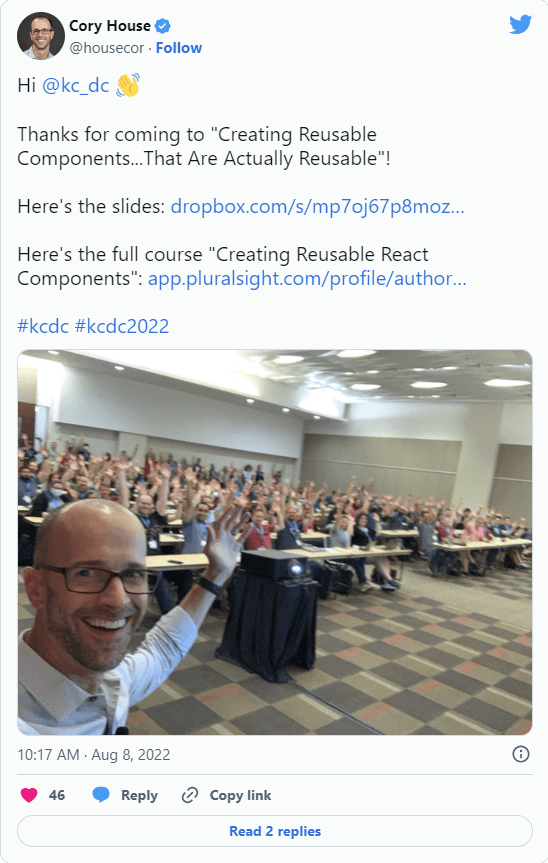 Cory House
@housecor · Follow
Hi @kc_dc 👋
Thanks for coming to "Creating Reusable
Components...That Are Actually Reusable"!
Here's the slides: dropbox.com/s/mp7oj67p8moz...
Here's the full course "Creating Reusable React
Components": app.pluralsight.com/profile/author...
#kcdc #kcdc2022
10:17 AM · Aug 8, 2022
46 Reply Copy link
Read 2 replies